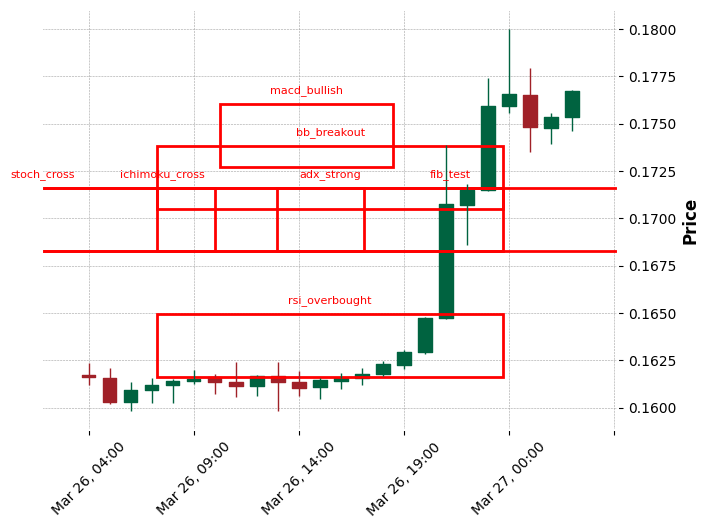 0.1800
macd_bullish
0.1775
bb_breakout
0.1750
stoch_cross ichimoku_cross adx_strong fib_test
0.1725
0.1700
Price
0.1675
rsi_overbought
0.1650
0.1625
0.1600
Mar 26, 04:00
Mar 26, 09:00
Mar 26, 14:00
Mar 26, 19:00
Mar 27, 00:00